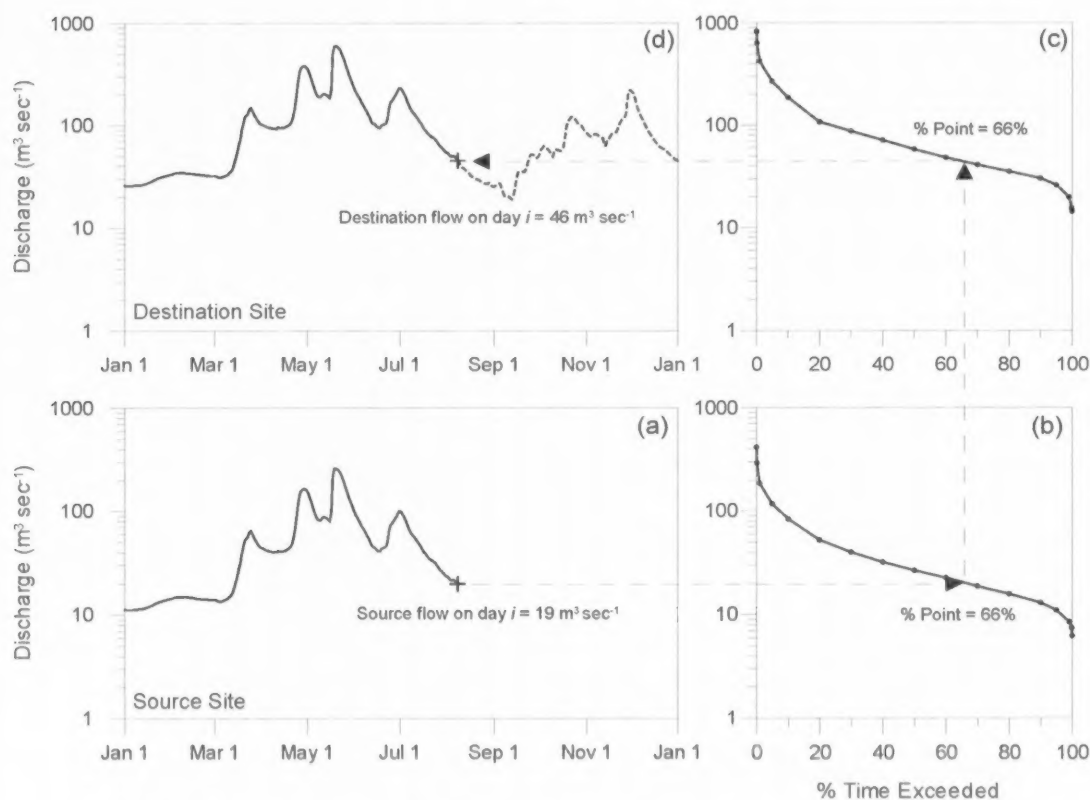 1000
(d)
Discharge (m³ sec⁻¹)
100
10
1
Destination flow on day i = 46 m³ sec⁻¹
Destination Site
Jan 1 Mar 1 May 1 Jul 1 Sep 1 Nov 1 Jan 1
1000
(c)
100
10
1
% Point = 66%
0 20 40 60 80 100
1000
(a)
Discharge (m³ sec⁻¹)
100
10
1
Source flow on day i = 19 m³ sec⁻¹
Source Site
Jan 1 Mar 1 May 1 Jul 1 Sep 1 Nov 1 Jan 1
1000
(b)
100
10
1
% Point = 66%
0 20 40 60 80 100
% Time Exceeded